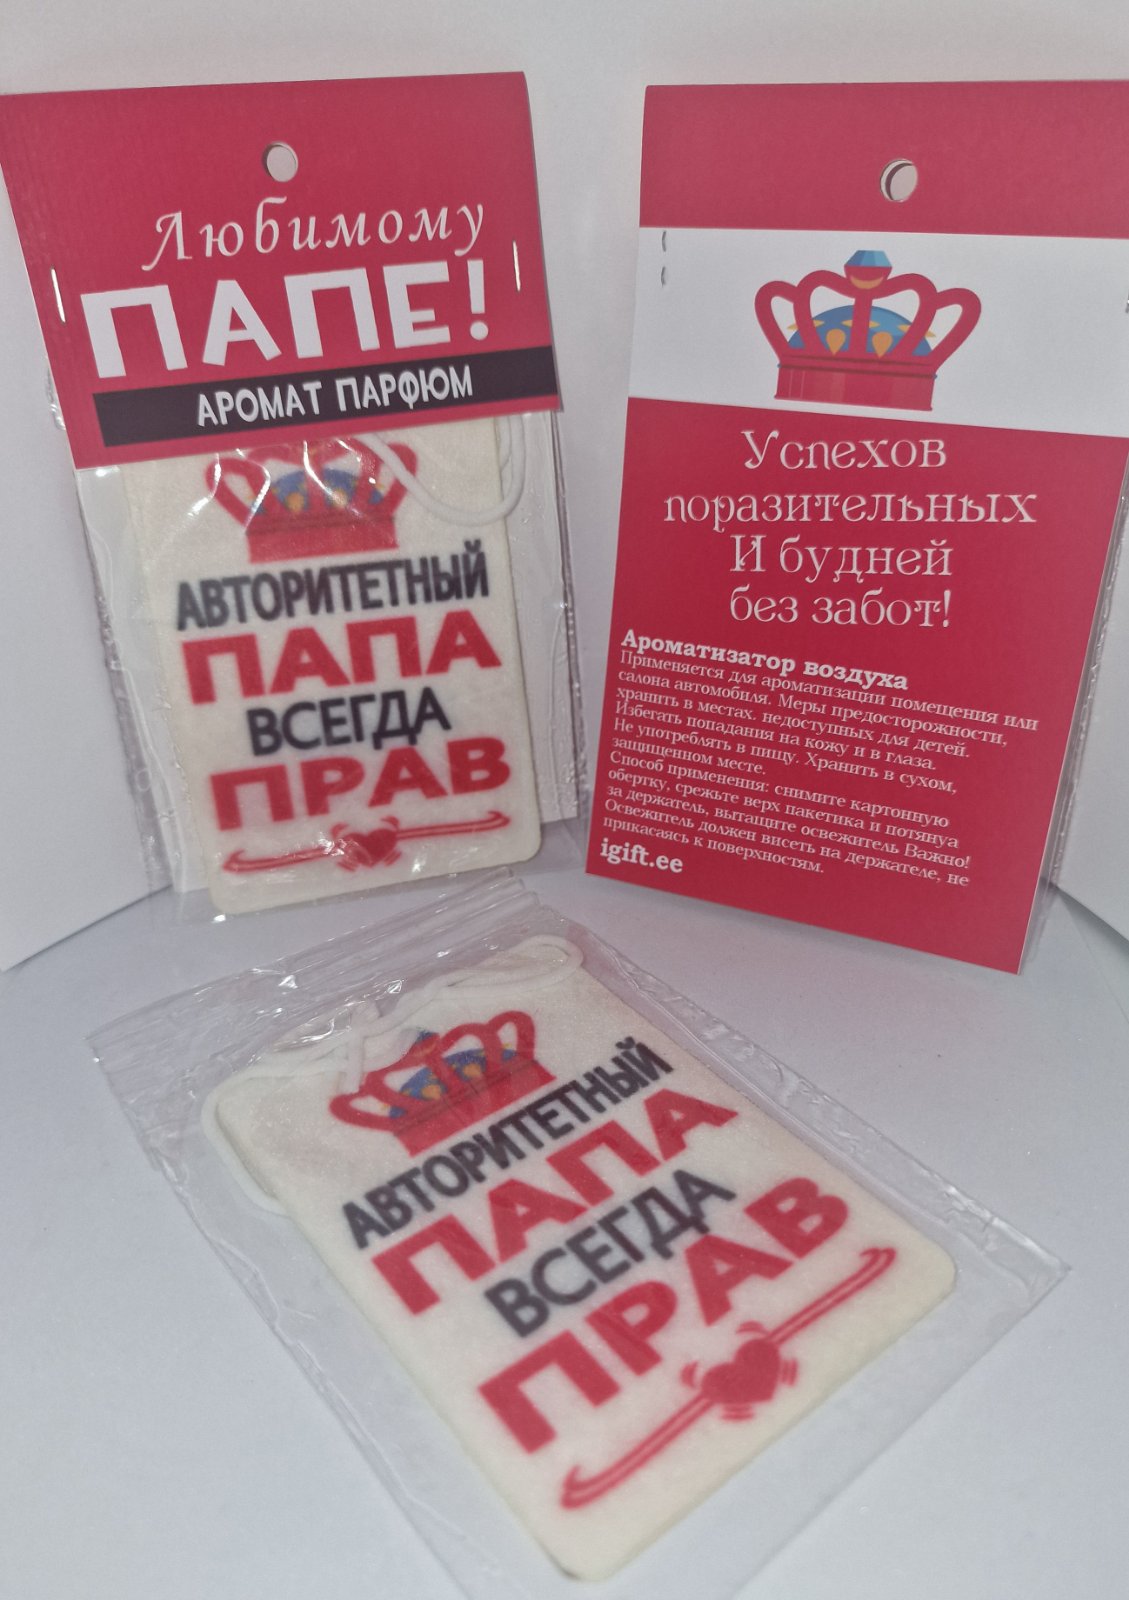 Любимому
ПАПЕ!
АРОМАТ ПАРФЮМ
АВТОРИТЕТНЫЙ
ПАПА
ВСЕГДА
ПРАВ
Успехов
поразительных
И будней
без забот!
Ароматизатор воздуха
Применяется для ароматизации помещения или
салона автомобиля. Меры предосторожности,
хранить в местах. недоступных для детей.
Избегать попадания на кожу и в глаза.
Не употреблять в пищу. Хранить в сухом,
защищенном месте.
Способ применения: снимите картонную
обертку, срежьте верх пакетика и потянуа
за держатель, вытащите освежитель Важно!
Освежитель должен висеть на держателе, не
прикасаясь к поверхностям.
igift.ee
АВТОРИТЕТНЫЙ
ПАПА
ВСЕГДА
ПРАВ